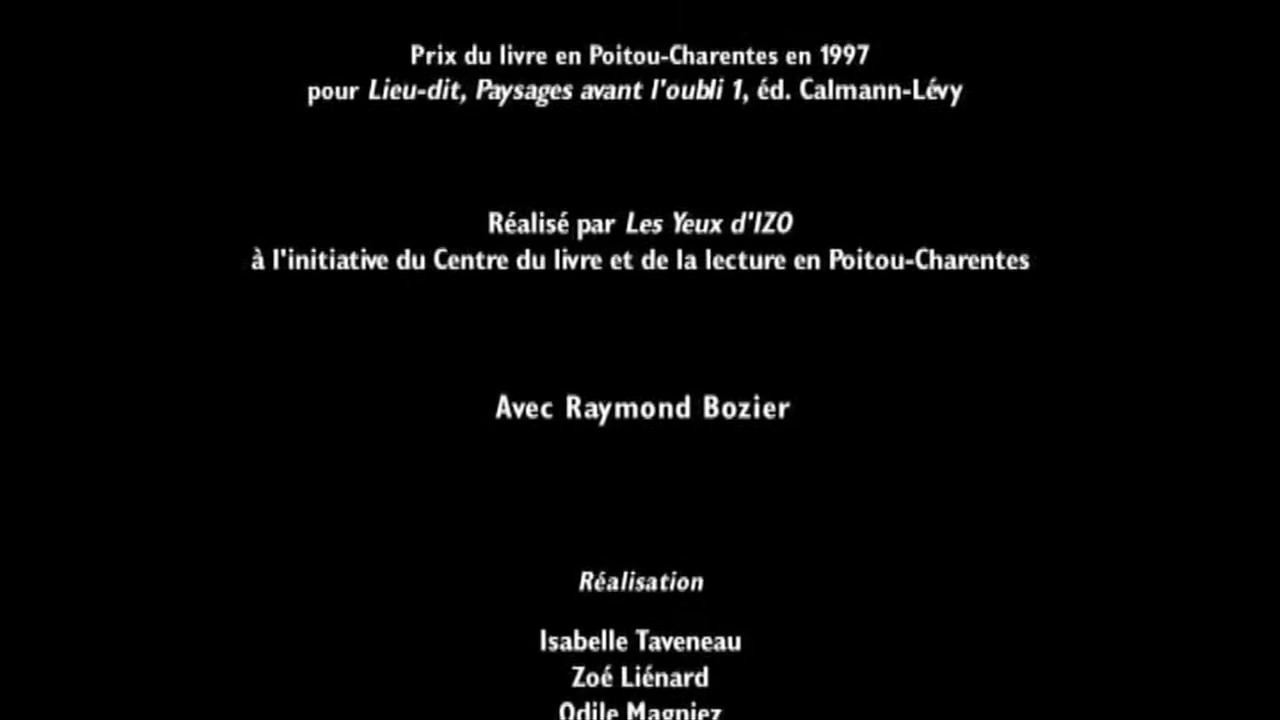 Prix du livre en Poitou-Charentes en 1997
pour Lieu-dit, Paysages avant l'oubli 1, éd. Calmann-Lévy
Réalisé par Les Yeux d'IZO
à l'initiative du Centre du livre et de la lecture en Poitou-Charentes
Avec Raymond Bozier
Réalisation
Isabelle Taveneau
Zoé Liénard
Odile Magniez